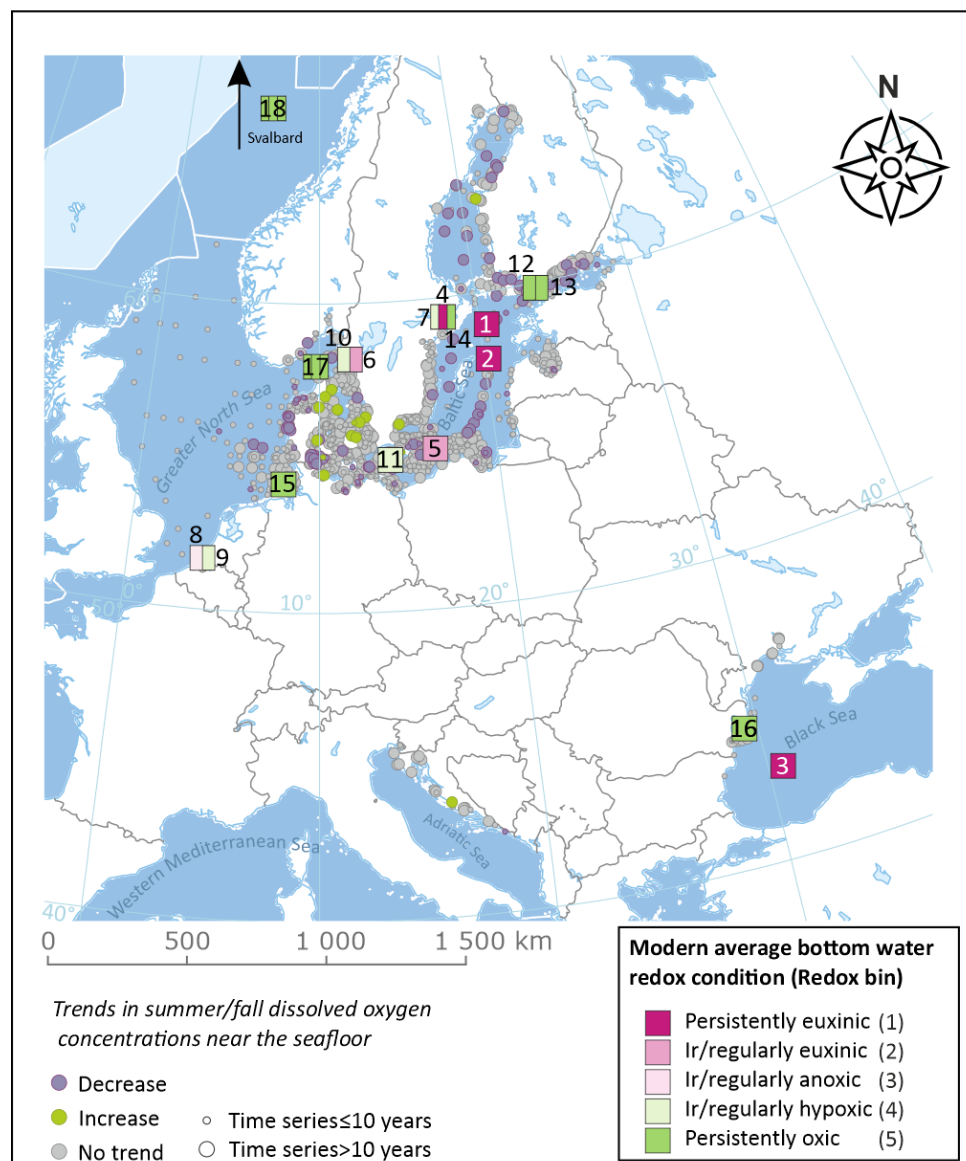 18
Svalbard
N
60°
12
13
4
7
14
1
2
10
6
17
Baltic Sea
Greater North Sea
5
11
15
8
9
40°
30°
20°
10°
0°
50°
16
Black Sea
3
Adriatic Sea
Western Mediterranean Sea
40°
0 500 1 000 1 500 km
Trends in summer/fall dissolved oxygen
concentrations near the seafloor
Decrease
Increase
No trend
Time series≤10 years
Time series>10 years
Modern average bottom water
redox condition (Redox bin)
Persistently euxinic (1)
Ir/regularly euxinic (2)
Ir/regularly anoxic (3)
Ir/regularly hypoxic (4)
Persistently oxic (5)